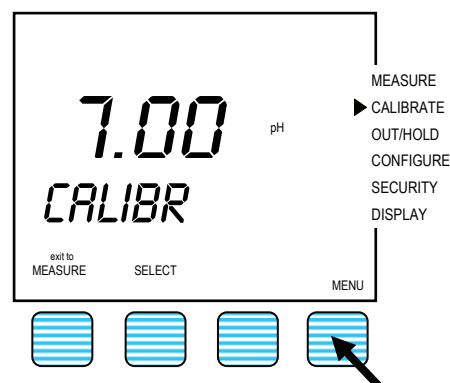 7.00 pH
CALIBR
exit to
MEASURE SELECT MENU
MEASURE
CALIBRATE
OUT/HOLD
CONFIGURE
SECURITY
DISPLAY